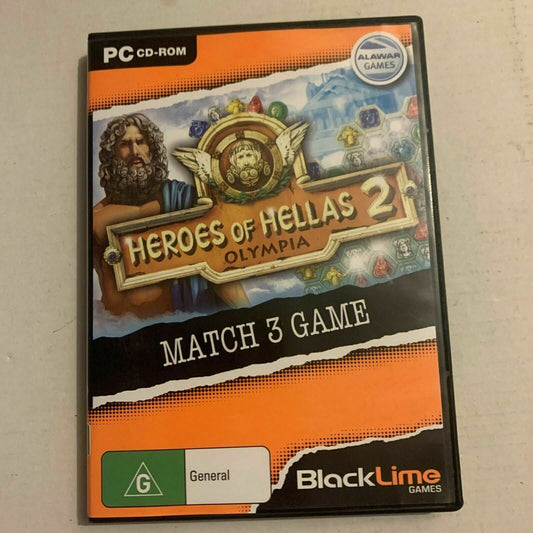 PC CD-ROM
ALAWAR
GAMES
HEROES OF HELLAS 2
OLYMPIA
MATCH 3 GAME
G
General
BlackLime
GAMES